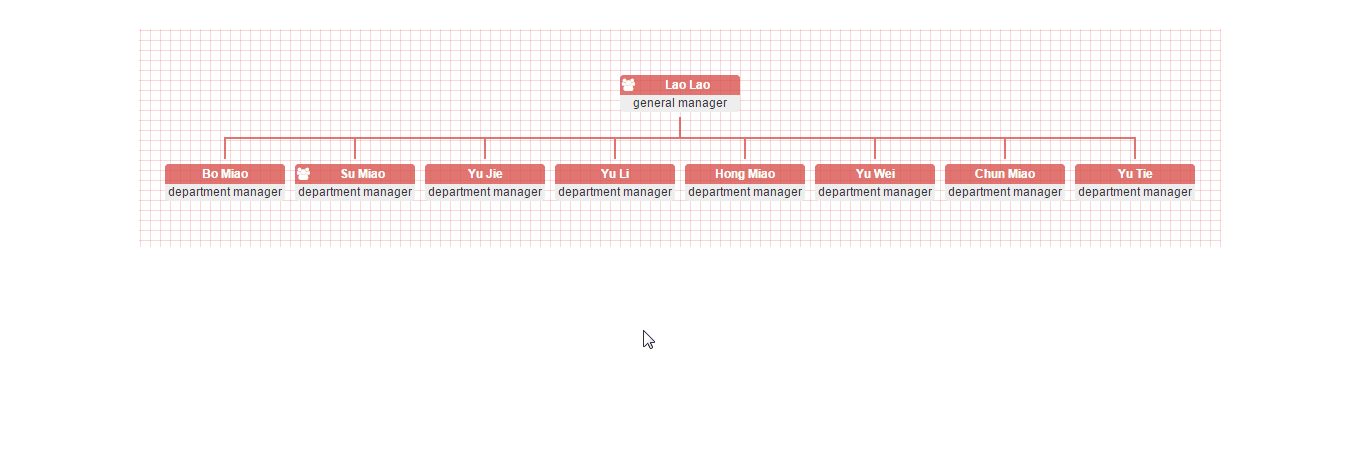 Lao Lao
general manager
Bo Miao
department manager
Su Miao
department manager
Yu Jie
department manager
Yu Li
department manager
Hong Miao
department manager
Yu Wei
department manager
Chun Miao
department manager
Yu Tie
department manager